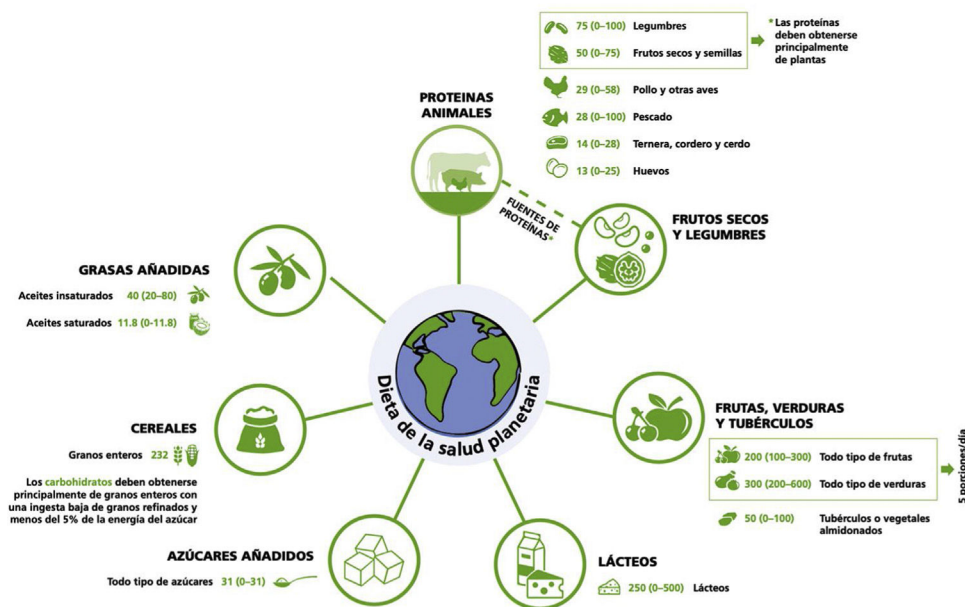 75 (0–100) Legumbres
50 (0–75) Frutos secos y semillas
* Las proteínas
deben obtenerse
principalmente
de plantas
29 (0–58) Pollo y otras aves
28 (0–100) Pescado
14 (0–28) Ternera, cordero y cerdo
13 (0–25) Huevos
PROTEINAS
ANIMALES
FUENTES DE
PROTEÍNAS*
FRUTOS SECOS
Y LEGUMBRES
GRASAS AÑADIDAS
Aceites insaturados 40 (20–80)
Aceites saturados 11.8 (0-11.8)
Dieta de la salud planetaria
CEREALES
Granos enteros 232
Los carbohidratos deben obtenerse
principalmente de granos enteros con
una ingesta baja de granos refinados y
menos del 5% de la energía del azúcar
FRUTAS, VERDURAS
Y TUBÉRCULOS
200 (100–300) Todo tipo de frutas
300 (200–600) Todo tipo de verduras
5 porciones/día
50 (0–100) Tubérculos o vegetales
almidonados
AZÚCARES AÑADIDOS
Todo tipo de azúcares 31 (0–31)
LÁCTEOS
250 (0–500) Lácteos